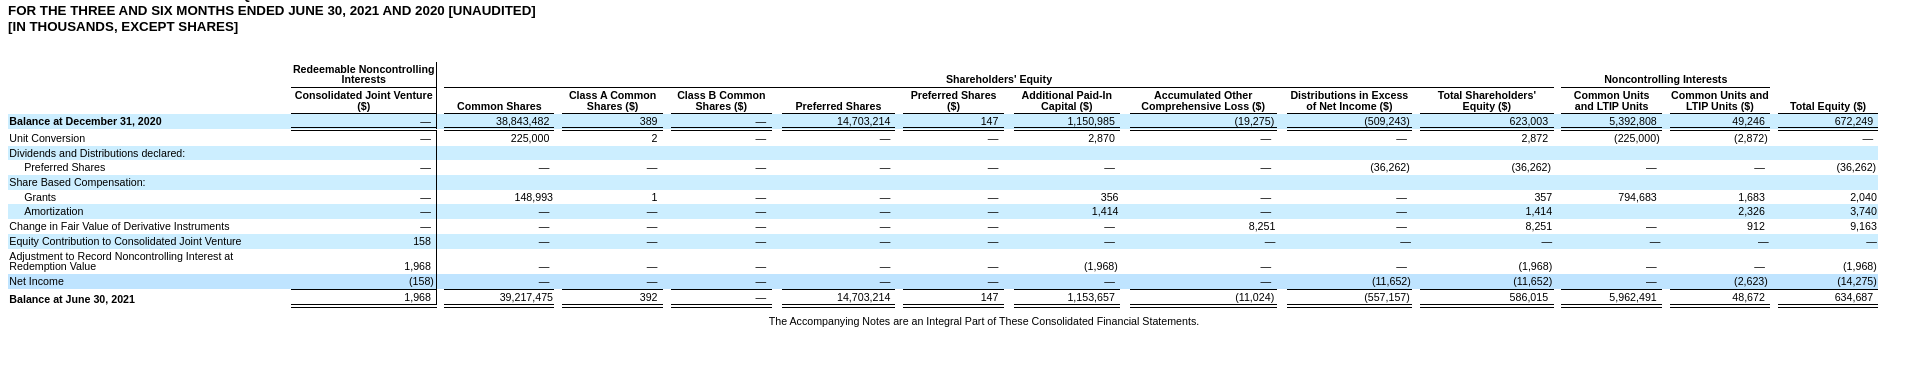 FOR THE THREE AND SIX MONTHS ENDED JUNE 30, 2021 AND 2020 [UNAUDITED]
[IN THOUSANDS, EXCEPT SHARES]
Redeemable Noncontrolling Interests Shareholders' Equity Noncontrolling Interests
Consolidated Joint Venture ($) Common Shares Class A Common Shares ($) Class B Common Shares ($) Preferred Shares Preferred Shares ($) Additional Paid-In Capital ($) Accumulated Other Comprehensive Loss ($) Distributions in Excess of Net Income ($) Total Shareholders' Equity ($) Common Units and LTIP Units Common Units and LTIP Units ($) Total Equity ($)
Balance at December 31, 2020 — 38,843,482 389 — 14,703,214 147 1,150,985 (19,275) (509,243) 623,003 5,392,808 49,246 672,249
Unit Conversion — 225,000 2 — — — 2,870 — — 2,872 (225,000) (2,872) —
Dividends and Distributions declared:
Preferred Shares — — — — — — — — (36,262) (36,262) — — (36,262)
Share Based Compensation:
Grants — 148,993 1 — — — 356 — — 357 794,683 1,683 2,040
Amortization — — — — — — 1,414 — — 1,414 2,326 3,740
Change in Fair Value of Derivative Instruments — — — — — — — 8,251 — 8,251 — 912 9,163
Equity Contribution to Consolidated Joint Venture 158 — — — — — — — — — — — —
Adjustment to Record Noncontrolling Interest at
Redemption Value 1,968 — — — — — (1,968) — — (1,968) — — (1,968)
Net Income (158) — — — — — — — (11,652) (11,652) — (2,623) (14,275)
Balance at June 30, 2021 1,968 39,217,475 392 — 14,703,214 147 1,153,657 (11,024) (557,157) 586,015 5,962,491 48,672 634,687
The Accompanying Notes are an Integral Part of These Consolidated Financial Statements.